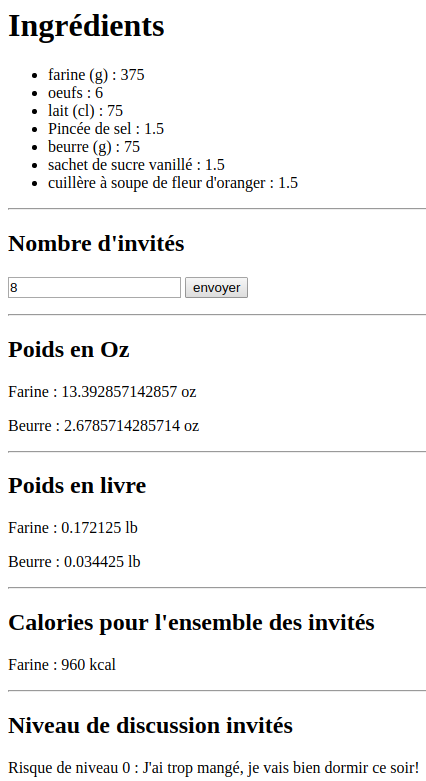 Ingrédients
farine (g) : 375
oeufs : 6
lait (cl) : 75
Pincée de sel : 1.5
beurre (g) : 75
sachet de sucre vanillé : 1.5
cuillère à soupe de fleur d'oranger : 1.5
Nombre d'invités
8 envoyer
Poids en Oz
Farine : 13.392857142857 oz
Beurre : 2.6785714285714 oz
Poids en livre
Farine : 0.172125 lb
Beurre : 0.034425 lb
Calories pour l'ensemble des invités
Farine : 960 kcal
Niveau de discussion invités
Risque de niveau 0 : J'ai trop mangé, je vais bien dormir ce soir!